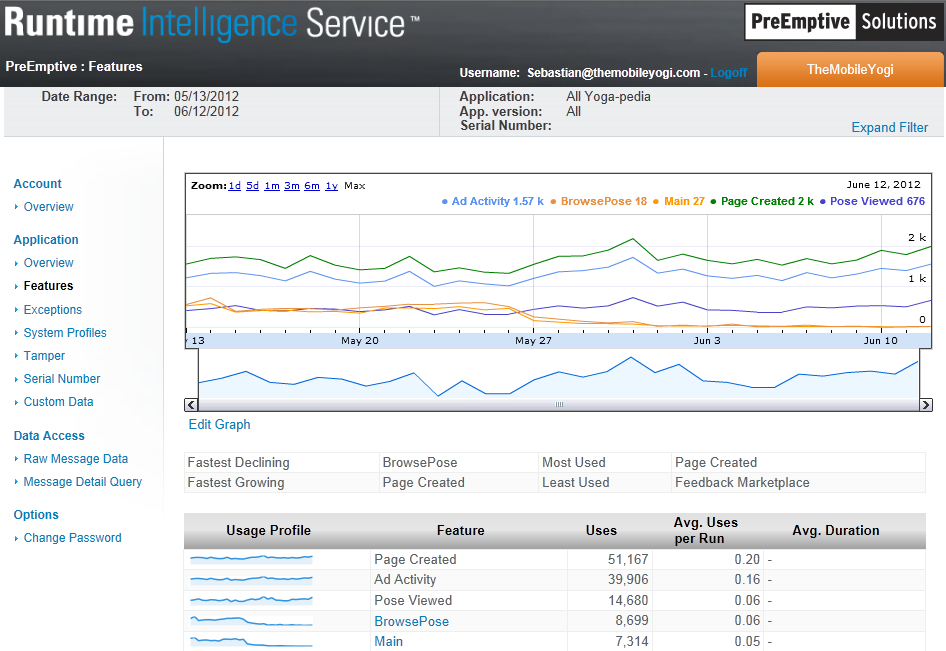 Runtime Intelligence Service™
PreEmptive Solutions
PreEmptive : Features
Username: Sebastian@themobileyogi.com - Logoff
TheMobileYogi
Date Range: From: 05/13/2012
To: 06/12/2012
Application: All Yoga-pedia
App. version: All
Serial Number:
Expand Filter
Account
Overview
Application
Overview
Features
Exceptions
System Profiles
Tamper
Serial Number
Custom Data
Data Access
Raw Message Data
Message Detail Query
Options
Change Password
Zoom: 1d 5d 1m 3m 6m 1y Max
June 12, 2012
Ad Activity 1.57 k BrowsePose 18 Main 27 Page Created 2 k Pose Viewed 676
2 k
1 k
0
13 May 20 May 27 Jun 3 Jun 10
Edit Graph
Fastest Declining BrowsePose Most Used Page Created
Fastest Growing Page Created Least Used Feedback Marketplace
Usage Profile Feature Uses Avg. Uses per Run Avg. Duration
Page Created 51,167 0.20 -
Ad Activity 39,906 0.16 -
Pose Viewed 14,680 0.06 -
BrowsePose 8,699 0.06 -
Main 7,314 0.05 -